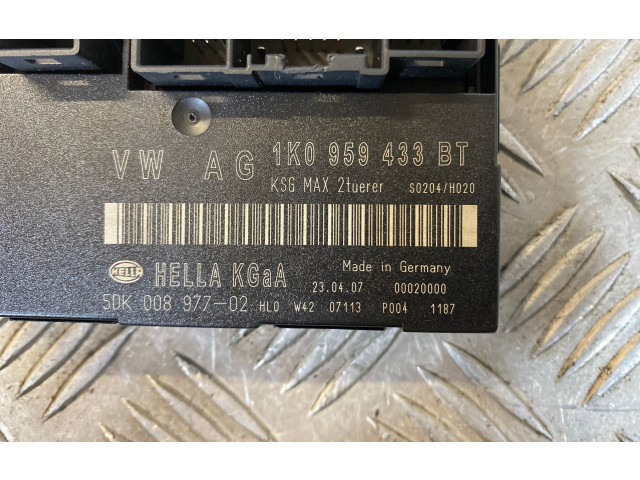 VW AG 1K0 959 433 BT
KSG MAX 2tuerer S0204/H020
HELLA HELLA KGaA Made in Germany
23.04.07 00020000
5DK 008 977-02 HL0 W42 07113 P004 1187